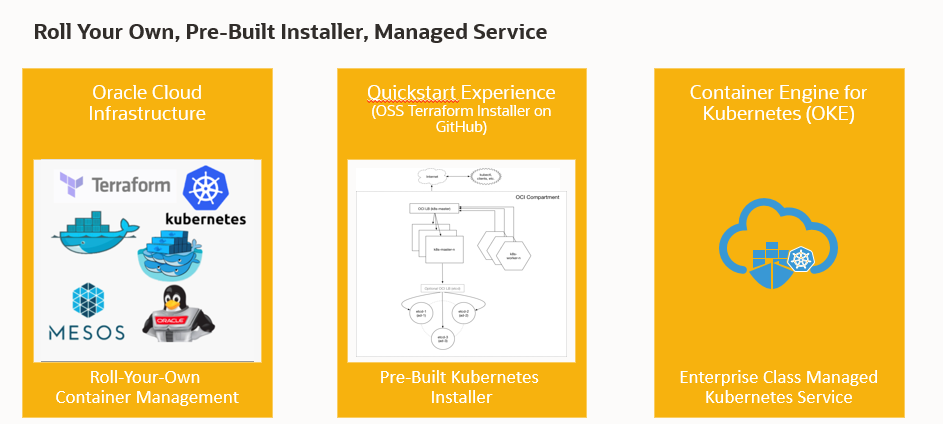 Roll Your Own, Pre-Built Installer, Managed Service
Oracle Cloud
Infrastructure
Terraform
kubernetes
MESOS
ORACLE
Roll-Your-Own
Container Management
Quickstart Experience
(OSS Terraform Installer on
GitHub)
Internet
kubectl,
OCI Compartment
OCI LB (k8s-master)
k8s-master-n
k8s-
worker-n
Optional OCI LB (etcd)
etcd-1
(ad-1)
etcd-2
(ad-2)
etcd-3
(ad-3)
Pre-Built Kubernetes
Installer
Container Engine for
Kubernetes (OKE)
Enterprise Class Managed
Kubernetes Service